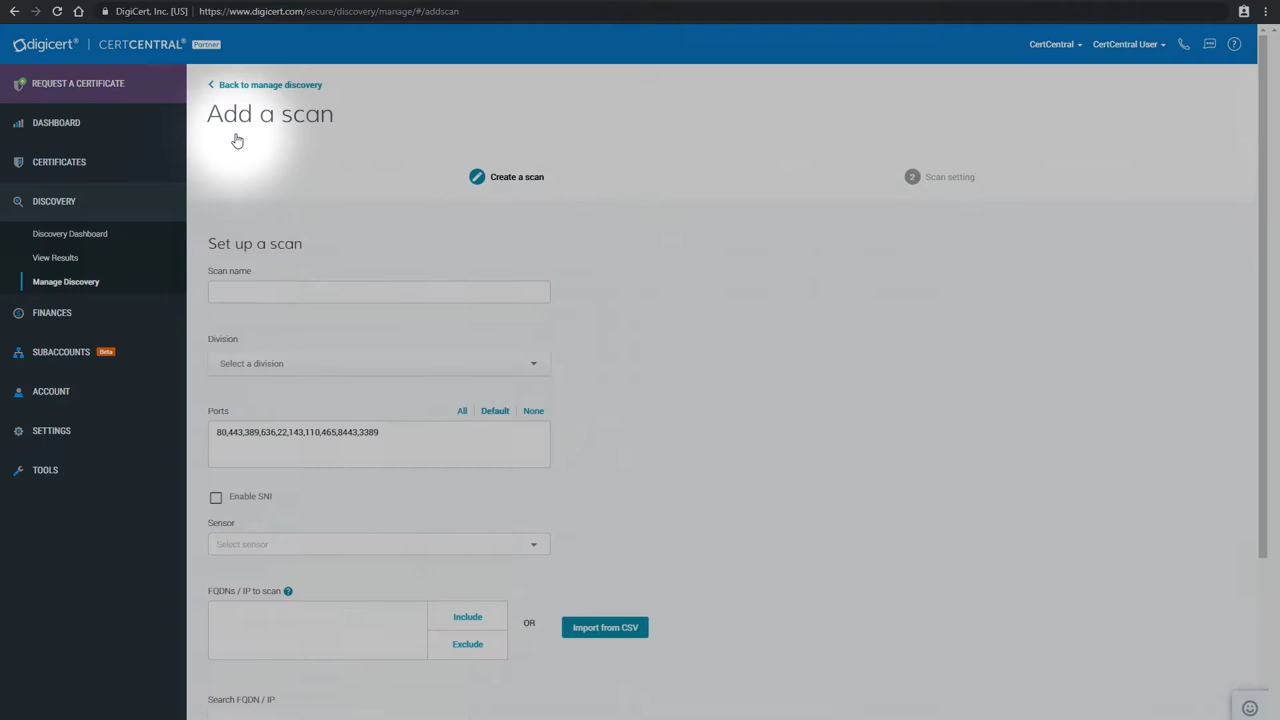 DigiCert, Inc. [US] | https://www.digicert.com/secure/discovery/manage/#/addscan
digicert® | CERTCENTRAL® Partner
CertCentral
CertCentral User
REQUEST A CERTIFICATE
DASHBOARD
CERTIFICATES
DISCOVERY
Discovery Dashboard
View Results
Manage Discovery
FINANCES
SUBACCOUNTS Beta
ACCOUNT
SETTINGS
TOOLS
Back to manage discovery
Add a scan
Create a scan
2 Scan setting
Set up a scan
Scan name
Division
Select a division
Ports All | Default | None
80,443,389,636,22,143,110,465,8443,3389
Enable SNI
Sensor
Select sensor
FQDNs / IP to scan ?
Include
Exclude
OR
Import from CSV
Search FQDN / IP